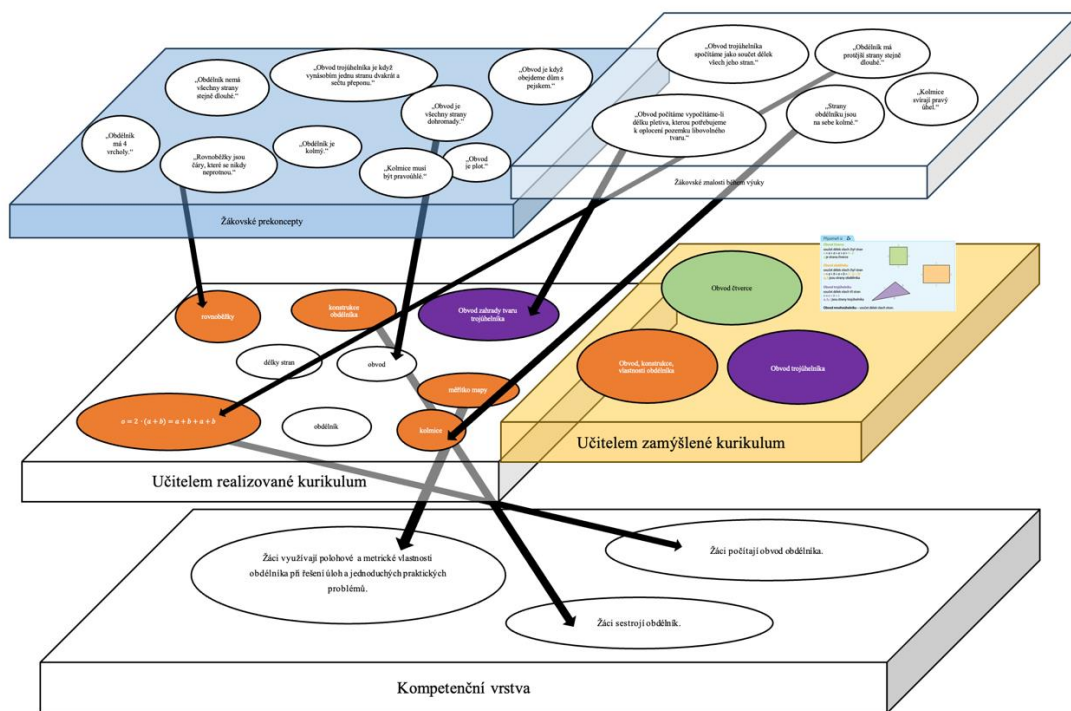 „Obdélník nemá
všechny strany
stejně dlouhé.“
„Obvod trojúhelníka je když
vynásobím jednu stranu dvakrát a
sečtu přeponu.“
„Obvod je když
obejdeme dům s
pejskem.“
„Obvod je
všechny strany
dohromady.“
„Obdélník
má 4
vrcholy.“
„Rovnoběžky jsou
čáry, které se nikdy
neprotnou.“
„Obdélník je
kolmý.“
„Kolmice musí
být pravoúhlé.“
„Obvod
je plot.“
Žákovské prekoncepty
„Obvod trojúhelníka
spočítáme jako součet délek
všech jeho stran.“
„Obdélník má
protější strany stejně
dlouhé.“
„Kolmice
svírají pravý
úhel.“
„Obvod počítáme vypočítáme-li
délku pletiva, kterou potřebujeme
k oplocení pozemku libovolného
tvaru.“
„Strany
obdélníku jsou
na sebe kolmé.“
Žákovské znalosti během výuky
rovnoběžky
konstrukce
obdélníka
Obvod zahrady tvaru
trojúhelníka
délky stran
obvod
měřítko mapy
o = 2 · (a + b) = a + b + a + b
obdélník
kolmice
Učitelem realizované kurikulum
Obvod čtverce
Obvod, konstrukce,
vlastnosti obdélníka
Obvod trojúhelníka
Učitelem zamýšlené kurikulum
Žáci využívají polohové a metrické vlastnosti
obdélníka při řešení úloh a jednoduchých praktických
problémů.
Žáci počítají obvod obdélníka.
Žáci sestrojí obdélník.
Kompetenční vrstva